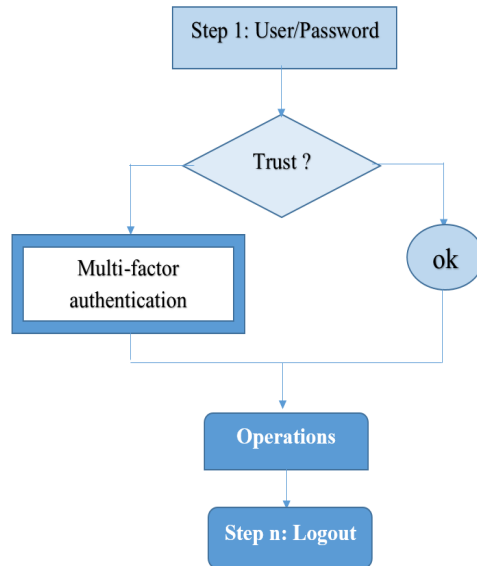 Step 1: User/Password
Trust ?
Multi-factor
authentication
ok
Operations
Step n: Logout